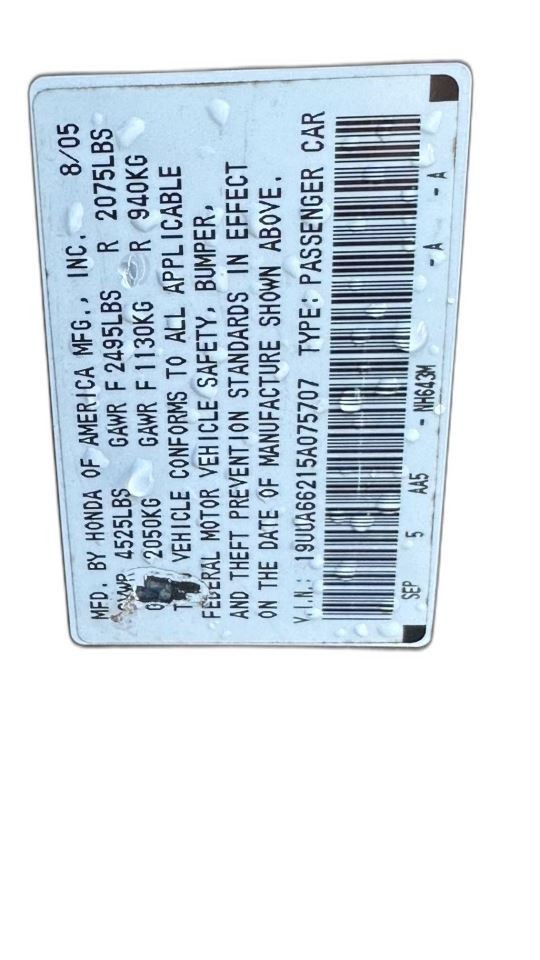 MFD. BY HONDA OF AMERICA MFG., INC. 8/05
GVWR 4525LBS GAWR F 2495LBS R 2075LBS
2050KG GAWR F 1130KG R 940KG
VEHICLE CONFORMS TO ALL APPLICABLE
FEDERAL MOTOR VEHICLE SAFETY, BUMPER,
AND THEFT PREVENTION STANDARDS IN EFFECT
ON THE DATE OF MANUFACTURE SHOWN ABOVE.
V.I.N.: 19UUA66215A075707 TYPE: PASSENGER CAR
SEP 5 AA5 - NH643M - A - A